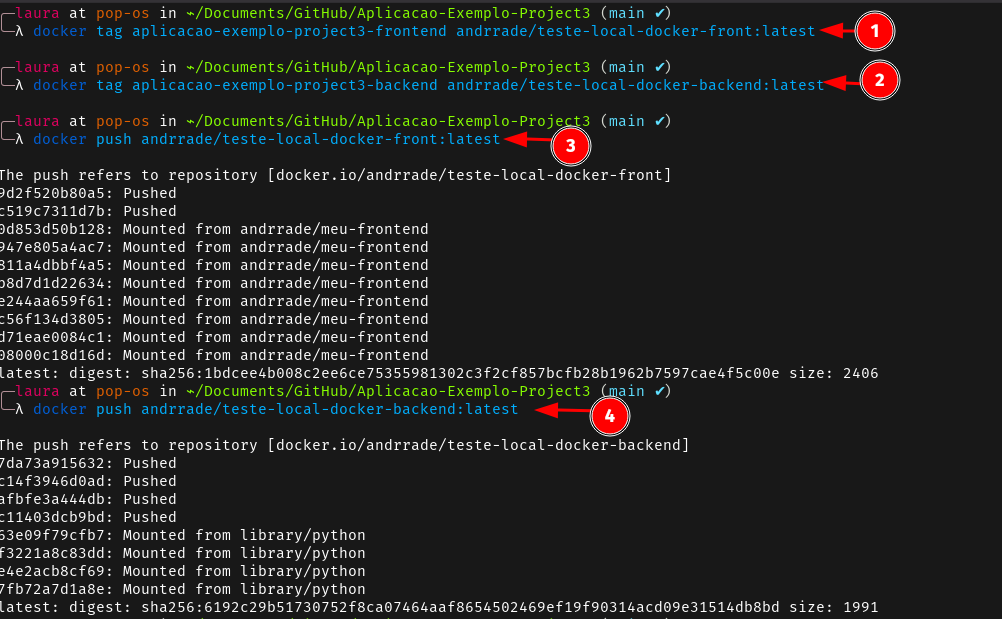 laura at pop-os in ~/Documents/GitHub/Aplicacao-Exemplo-Project3 (main ✔)
λ docker tag aplicacao-exemplo-project3-frontend andrrade/teste-local-docker-front:latest 1
laura at pop-os in ~/Documents/GitHub/Aplicacao-Exemplo-Project3 (main ✔)
λ docker tag aplicacao-exemplo-project3-backend andrrade/teste-local-docker-backend:latest 2
laura at pop-os in ~/Documents/GitHub/Aplicacao-Exemplo-Project3 (main ✔)
λ docker push andrrade/teste-local-docker-front:latest 3
The push refers to repository [docker.io/andrrade/teste-local-docker-front]
9d2f520b80a5: Pushed
c519c7311d7b: Pushed
0d853d50b128: Mounted from andrrade/meu-frontend
947e805a4ac7: Mounted from andrrade/meu-frontend
811a4dbbf4a5: Mounted from andrrade/meu-frontend
b8d7d1d22634: Mounted from andrrade/meu-frontend
e244aa659f61: Mounted from andrrade/meu-frontend
c56f134d3805: Mounted from andrrade/meu-frontend
d71eae0084c1: Mounted from andrrade/meu-frontend
08000c18d16d: Mounted from andrrade/meu-frontend
latest: digest: sha256:1bdcee4b008c2ee6ce75355981302c3f2cf857bcfb28b1962b7597cae4f5c00e size: 2406
laura at pop-os in ~/Documents/GitHub/Aplicacao-Exemplo-Project3 (main ✔)
λ docker push andrrade/teste-local-docker-backend:latest 4
The push refers to repository [docker.io/andrrade/teste-local-docker-backend]
7da73a915632: Pushed
c14f3946d0ad: Pushed
afbfe3a444db: Pushed
c11403dcb9bd: Pushed
63e09f79cfb7: Mounted from library/python
f3221a8c83dd: Mounted from library/python
e4e2acb8cf69: Mounted from library/python
7fb72a7d1a8e: Mounted from library/python
latest: digest: sha256:6192c29b51730752f8ca07464aaf8654502469ef19f90314acd09e31514db8bd size: 1991